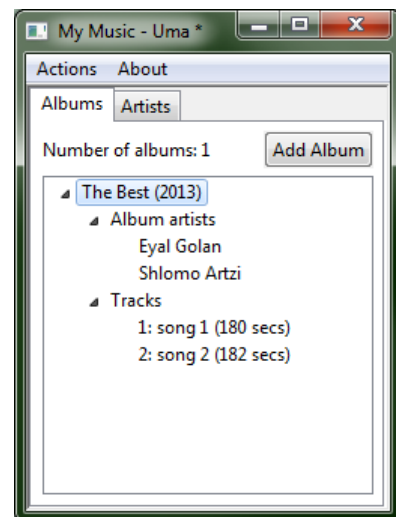 My Music - Uma *
Actions About
Albums Artists
Number of albums: 1 Add Album
The Best (2013)
Album artists
Eyal Golan
Shlomo Artzi
Tracks
1: song 1 (180 secs)
2: song 2 (182 secs)